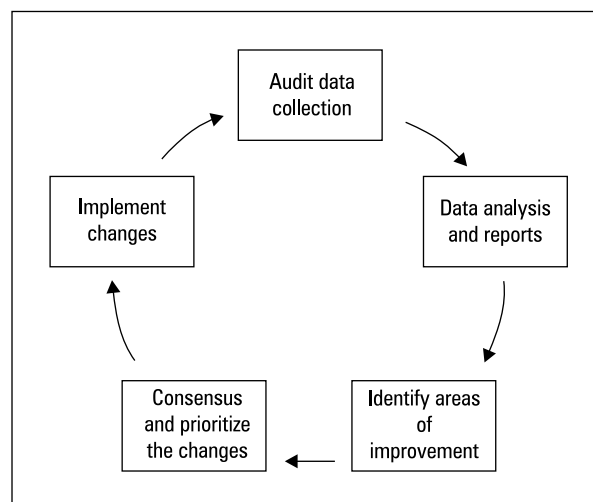 Audit data
collection
Data analysis
and reports
Identify areas
of
improvement
Consensus
and prioritize
the changes
Implement
changes